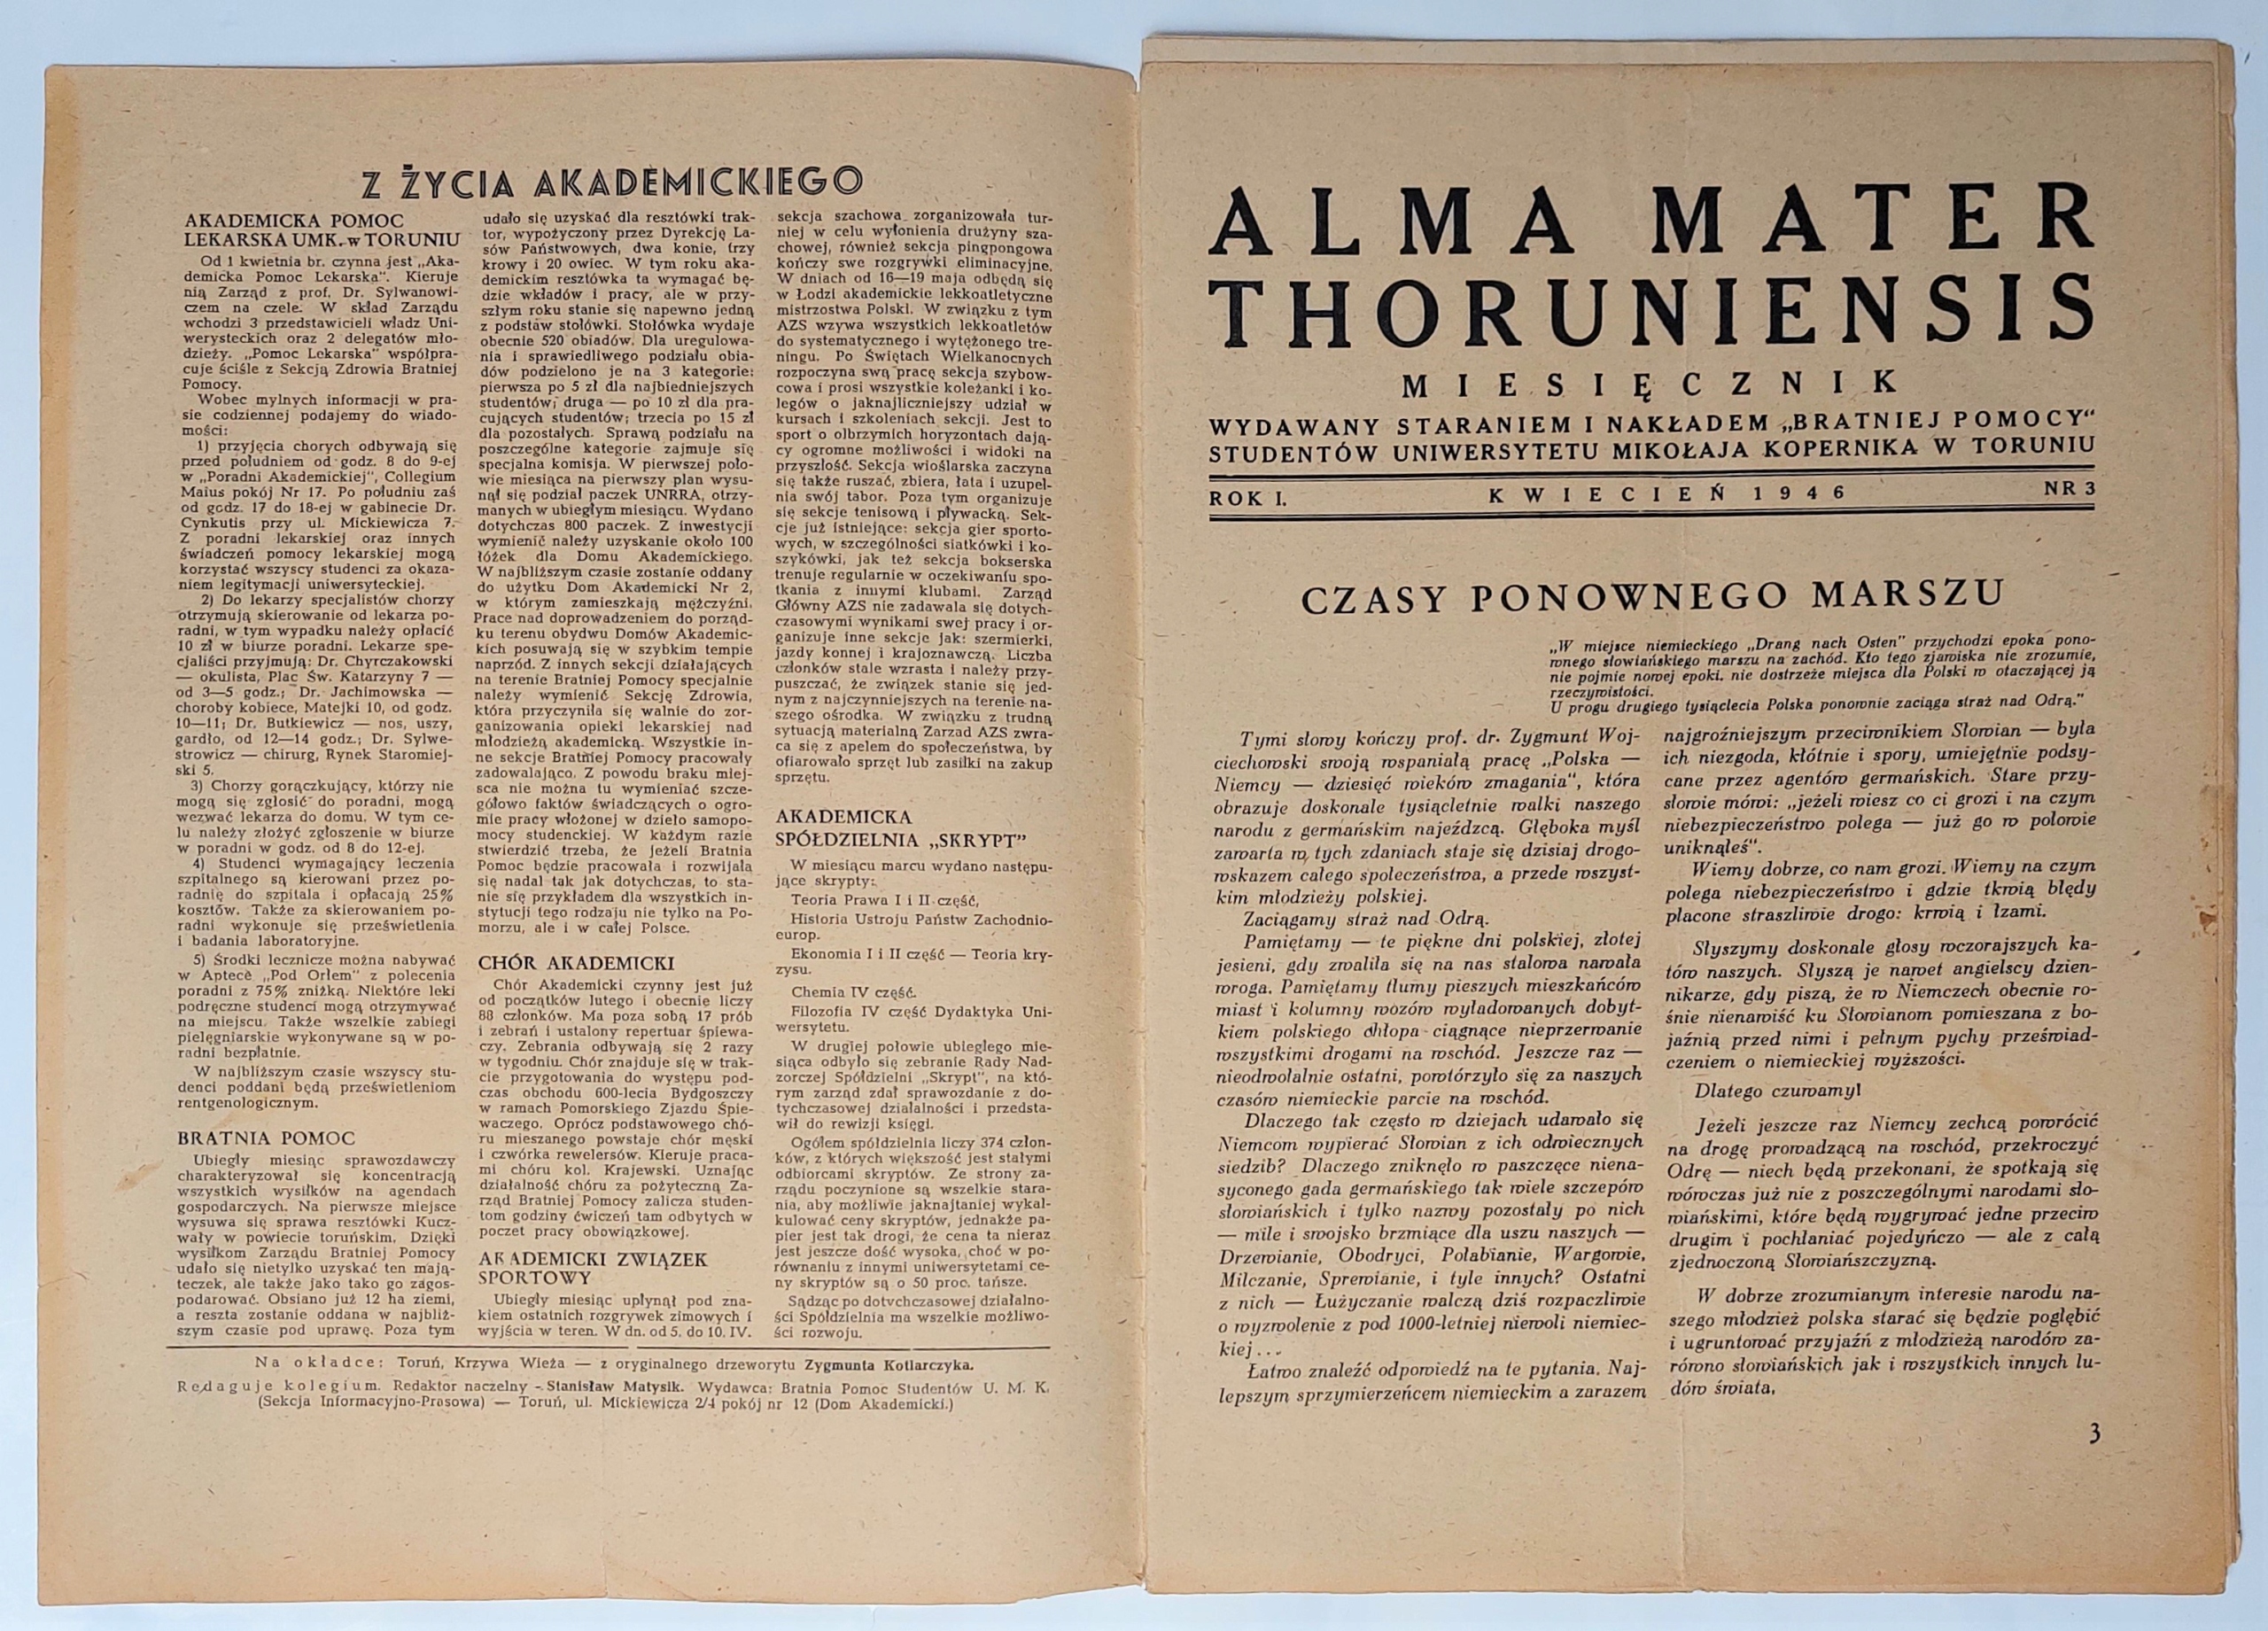 Z ŻYCIA AKADEMICKIEGO
AKADEMICKA POMOC
LEKARSKA UMK. w TORUNIU
Od 1 kwietnia br. czynna jest „Aka-
demicka Pomoc Lekarska". Kieruje
nią Zarząd z prof. Dr. Sylwanowi-
czem na czele. W skład Zarządu
wchodzi 3 przedstawicieli władz Uni-
werysteckich oraz 2 delegatów mło-
dzieży. „Pomoc Lekarska" współpra-
cuje ściśle z Sekcją Zdrowia Bratniej
Pomocy.
Wobec mylnych informacji w pra-
sie codziennej podajemy do wiado-
mości:
1) przyjęcia chorych odbywają się
przed południem od godz. 8 do 9-ej
w „Poradni Akademickiej", Collegium
Maius pokój Nr 17. Po południu zaś
od godz. 17 do 18-ej w gabinecie Dr.
Cynkutis przy ul. Mickiewicza 7.
Z poradni lekarskiej oraz innych
świadczeń pomocy lekarskiej mogą
korzystać wszyscy studenci za okaza-
niem legitymacji uniwersyteckiej.
2) Do lekarzy specjalistów chorzy
otrzymują skierowanie od lekarza po-
radni, w tym wypadku należy opłacić
10 zł w biurze poradni. Lekarze spe-
cjaliści przyjmują: Dr. Chyrczakowski
— okulista, Plac Św. Katarzyny 7 —
od 3—5 godz.; Dr. Jachimowska —
choroby kobiece, Matejki 10, od godz.
10—11; Dr. Butkiewicz — nos, uszy,
gardło, od 12—14 godz.; Dr. Sylwe-
strowicz — chirurg, Rynek Staromiej-
ski 5.
3) Chorzy gorączkujący, którzy nie
mogą się zgłosić do poradni, mogą
wezwać lekarza do domu. W tym ce-
lu należy złożyć zgłoszenie w biurze
w poradni w godz. od 8 do 12-ej.
4) Studenci wymagający leczenia
szpitalnego są kierowani przez po-
radnię do szpitala i opłacają 25%
kosztów. Także za skierowaniem po-
radni wykonuje się prześwietlenia
i badania laboratoryjne.
5) Środki lecznicze można nabywać
w Aptece „Pod Orłem" z polecenia
poradni z 75% zniżką. Niektóre leki
podręczne studenci mogą otrzymywać
na miejscu. Także wszelkie zabiegi
pielęgniarskie wykonywane są w po-
radni bezpłatnie.
W najbliższym czasie wszyscy stu-
denci poddani będą prześwietleniom
rentgenologicznym.
BRATNIA POMOC
Ubiegły miesiąc sprawozdawczy
charakteryzował się koncentracją
wszystkich wysiłków na agendach
gospodarczych. Na pierwsze miejsce
wysuwa się sprawa resztówki Kucz-
wały w powiecie toruńskim. Dzięki
wysiłkom Zarządu Bratniej Pomocy
udało się nietylko uzyskać ten mają-
teczek, ale także jako tako go zagos-
podarować. Obsiano już 12 ha ziemi,
a reszta zostanie oddana w najbliż-
szym czasie pod uprawę. Poza tym
udało się uzyskać dla resztówki trak-
tor, wypożyczony przez Dyrekcję La-
sów Państwowych, dwa konie, trzy
krowy i 20 owiec. W tym roku aka-
demickim resztówka ta wymagać bę-
dzie wkładów i pracy, ale w przy-
szłym roku stanie się napewno jedną
z podstaw stołówki. Stołówka wydaje
obecnie 520 obiadów. Dla uregulowa-
nia i sprawiedliwego podziału obia-
dów podzielono je na 3 kategorie:
pierwsza po 5 zł dla najbiedniejszych
studentów; druga — po 10 zł dla pra-
cujących studentów; trzecia po 15 zł
dla pozostałych. Sprawą podziału na
poszczególne kategorie zajmuje się
specjalna komisja. W pierwszej poło-
wie miesiąca na pierwszy plan wysu-
nął się podział paczek UNRRA, otrzy-
manych w ubiegłym miesiącu. Wydano
dotychczas 800 paczek. Z inwestycji
wymienić należy uzyskanie około 100
łóżek dla Domu Akademickiego.
W najbliższym czasie zostanie oddany
do użytku Dom Akademicki Nr 2,
w którym zamieszkają mężczyźni.
Prace nad doprowadzeniem do porząd-
ku terenu obydwu Domów Akademic-
kich posuwają się w szybkim tempie
naprzód. Z innych sekcji działających
na terenie Bratniej Pomocy specjalnie
należy wymienić Sekcję Zdrowia,
która przyczyniła się walnie do zor-
ganizowania opieki lekarskiej nad
młodzieżą akademicką. Wszystkie in-
ne sekcje Bratniej Pomocy pracowały
zadowalająco. Z powodu braku miej-
sca nie można tu wymieniać szcze-
gółowo faktów świadczących o ogro-
mie pracy włożonej w dzieło samopo-
mocy studenckiej. W każdym razie
stwierdzić trzeba, że jeżeli Bratnia
Pomoc będzie pracowała i rozwijała
się nadal tak jak dotychczas, to sta-
nie się przykładem dla wszystkich in-
stytucji tego rodzaju nie tylko na Po-
morzu, ale i w całej Polsce.
CHÓR AKADEMICKI
Chór Akademicki czynny jest już
od początków lutego i obecnie liczy
88 członków. Ma poza sobą 17 prób
i zebrań i ustalony repertuar śpiewa-
czy. Zebrania odbywają się 2 razy
w tygodniu. Chór znajduje się w trak-
cie przygotowania do występu pod-
czas obchodu 600-lecia Bydgoszczy
w ramach Pomorskiego Zjazdu Śpie-
waczego. Oprócz podstawowego chó-
ru mieszanego powstaje chór męski
i czwórka rewelersów. Kieruje praca-
mi chóru kol. Krajewski. Uznając
działalność chóru za pożyteczną Za-
rząd Bratniej Pomocy zalicza studen-
tom godziny ćwiczeń tam odbytych w
poczet pracy obowiązkowej.
AKADEMICKI ZWIĄZEK
SPORTOWY
Ubiegły miesiąc upłynął pod zna-
kiem ostatnich rozgrywek zimowych i
wyjścia w teren. W dn. od 5. do 10. IV.
sekcja szachowa zorganizowała tur-
niej w celu wyłonienia drużyny sza-
chowej, również sekcja pingpongowa
kończy swe rozgrywki eliminacyjne.
W dniach od 16—19 maja odbędą się
w Łodzi akademickie lekkoatletyczne
mistrzostwa Polski. W związku z tym
AZS wzywa wszystkich lekkoatletów
do systematycznego i wytężonego tre-
ningu. Po Świętach Wielkanocnych
rozpoczyna swą pracę sekcja szybow-
cowa i prosi wszystkie koleżanki i ko-
legów o jaknajliczniejszy udział w
kursach i szkoleniach sekcji. Jest to
sport o olbrzymich horyzontach dają-
cy ogromne możliwości i widoki na
przyszłość. Sekcja wioślarska zaczyna
się także ruszać, zbiera, łata i uzupeł-
nia swój tabor. Poza tym organizuje
się sekcje tenisową i pływacką. Sek-
cje już istniejące: sekcja gier sporto-
wych, w szczególności siatkówki i ko-
szykówki, jak też sekcja bokserska
trenuje regularnie w oczekiwaniu spo-
tkania z innymi klubami. Zarząd
Główny AZS nie zadawala się dotych-
czasowymi wynikami swej pracy i or-
ganizuje inne sekcje jak: szermierki,
jazdy konnej i krajoznawczą. Liczba
członków stale wzrasta i należy przy-
puszczać, że związek stanie się jed-
nym z najczynniejszych na terenie na-
szego ośrodka. W związku z trudną
sytuacją materialną Zarzad AZS zwra-
ca się z apelem do społeczeństwa, by
ofiarowało sprzęt lub zasiłki na zakup
sprzętu.
AKADEMICKA
SPÓŁDZIELNIA „SKRYPT"
W miesiącu marcu wydano następu-
jące skrypty:
Teoria Prawa I i II część,
Historia Ustroju Państw Zachodnio-
europ.
Ekonomia I i II część — Teoria kry-
zysu.
Chemia IV część.
Filozofia IV część Dydaktyka Uni-
wersytetu.
W drugiej połowie ubiegłego mie-
siąca odbyło się zebranie Rady Nad-
zorczej Spółdzielni „Skrypt", na któ-
rym zarząd zdał sprawozdanie z do-
tychczasowej działalności i przedsta-
wił do rewizji księgi.
Ogółem spółdzielnia liczy 374 człon-
ków, z których większość jest stałymi
odbiorcami skryptów. Ze strony za-
rządu poczynione są wszelkie stara-
nia, aby możliwie jaknajtaniej wykal-
kulować ceny skryptów, jednakże pa-
pier jest tak drogi, że cena ta nieraz
jest jeszcze dość wysoka, choć w po-
równaniu z innymi uniwersytetami ce-
ny skryptów są o 50 proc. tańsze.
Sądząc po dotychczasowej działalno-
ści Spółdzielnia ma wszelkie możliwo-
ści rozwoju.
Na okładce: Toruń, Krzywa Wieża — z oryginalnego drzeworytu Zygmunta Kotlarczyka.
Redaguje kolegium. Redaktor naczelny - Stanisław Matysik. Wydawca: Bratnia Pomoc Studentów U. M. K.
(Sekcja Informacyjno-Prasowa) — Toruń, ul. Mickiewicza 2/4 pokój nr 12 (Dom Akademicki.)
ALMA MATER
THORUNIENSIS
MIESIĘCZNIK
WYDAWANY STARANIEM I NAKŁADEM „BRATNIEJ POMOCY"
STUDENTÓW UNIWERSYTETU MIKOŁAJA KOPERNIKA W TORUNIU
ROK I. KWIECIEŃ 1946 NR 3
CZASY PONOWNEGO MARSZU
„W miejsce niemieckiego „Drang nach Osten" przychodzi epoka pono-
wnego słowiańskiego marszu na zachód. Kto tego zjawiska nie zrozumie,
nie pojmie nowej epoki, nie dostrzeże miejsca dla Polski w otaczającej ją
rzeczywistości.
U progu drugiego tysiąclecia Polska ponownie zaciąga straż nad Odrą."
Tymi słowy kończy prof. dr. Zygmunt Woj-
ciechowski swoją wspaniałą pracę „Polska —
Niemcy — dziesięć wieków zmagania", która
obrazuje doskonale tysiącletnie walki naszego
narodu z germańskim najeźdzcą. Głęboka myśl
zawarta w tych zdaniach staje się dzisiaj drogo-
wskazem całego społeczeństwa, a przede wszyst-
kim młodzieży polskiej.
Zaciągamy straż nad Odrą.
Pamiętamy — te piękne dni polskiej, złotej
jesieni, gdy zwaliła się na nas stalowa nawała
wroga. Pamiętamy tłumy pieszych mieszkańców
miast i kolumny wozów wyładowanych dobyt-
kiem polskiego chłopa ciągnące nieprzerwanie
wszystkimi drogami na wschód. Jeszcze raz —
nieodwołalnie ostatni, powtórzyło się za naszych
czasów niemieckie parcie na wschód.
Dlaczego tak często w dziejach udawało się
Niemcom wypierać Słowian z ich odwiecznych
siedzib? Dlaczego zniknęło w paszczęce niena-
syconego gada germańskiego tak wiele szczepów
słowiańskich i tylko nazwy pozostały po nich
— miłe i swojsko brzmiące dla uszu naszych —
Drzewianie, Obodryci, Połabianie, Wargowie,
Milczanie, Sprewianie, i tyle innych? Ostatni
z nich — Łużyczanie walczą dziś rozpaczliwie
o wyzwolenie z pod 1000-letniej niewoli niemiec-
kiej . . .
Łatwo znaleźć odpowiedź na te pytania. Naj-
lepszym sprzymierzeńcem niemieckim a zarazem
najgroźniejszym przeciwnikiem Słowian — była
ich niezgoda, kłótnie i spory, umiejętnie podsy-
cane przez agentów germańskich. Stare przy-
słowie mówi: „jeżeli wiesz co ci grozi i na czym
niebezpieczeństwo polega — już go w połowie
uniknąłeś".
Wiemy dobrze, co nam grozi. Wiemy na czym
polega niebezpieczeństwo i gdzie tkwią błędy
płacone straszliwie drogo: krwią i łzami.
Słyszymy doskonale głosy wczorajszych ka-
tów naszych. Słyszą je nawet angielscy dzien-
nikarze, gdy piszą, że w Niemczech obecnie ro-
śnie nienawiść ku Słowianom pomieszana z bo-
jaźnią przed nimi i pełnym pychy przeświad-
czeniem o niemieckiej wyższości.
Dlatego czuwamy!
Jeżeli jeszcze raz Niemcy zechcą powrócić
na drogę prowadzącą na wschód, przekroczyć
Odrę — niech będą przekonani, że spotkają się
wówczas już nie z poszczególnymi narodami sło-
wiańskimi, które będą wygrywać jedne przeciw
drugim i pochłaniać pojedyńczo — ale z całą
zjednoczoną Słowiańszczyzną.
W dobrze zrozumianym interesie narodu na-
szego młodzież polska starać się będzie pogłębić
i ugruntować przyjaźń z młodzieżą narodów za-
równo słowiańskich jak i wszystkich innych lu-
dów świata.
3